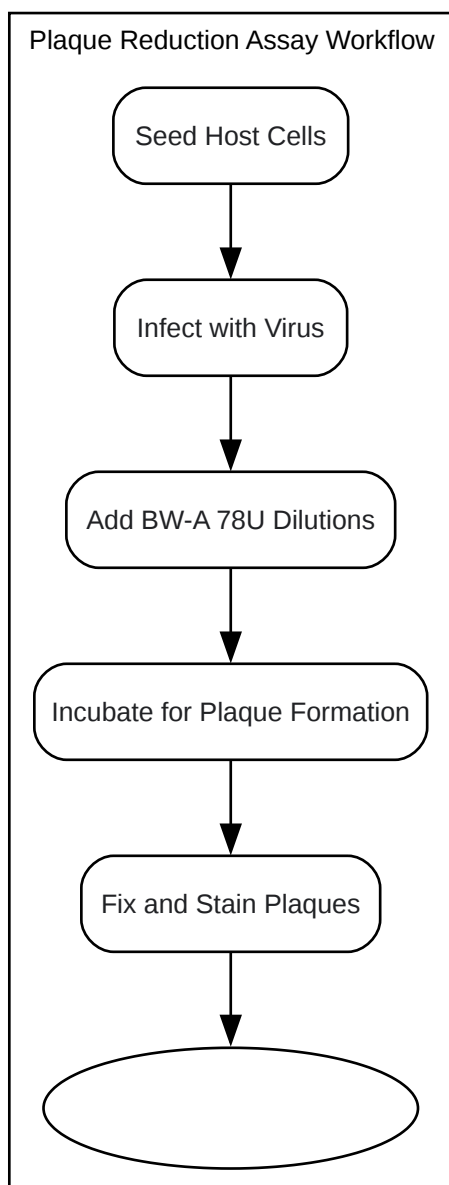 Plaque Reduction Assay Workflow
Seed Host Cells
Infect with Virus
Add BW-A 78U Dilutions
Incubate for Plaque Formation
Fix and Stain Plaques